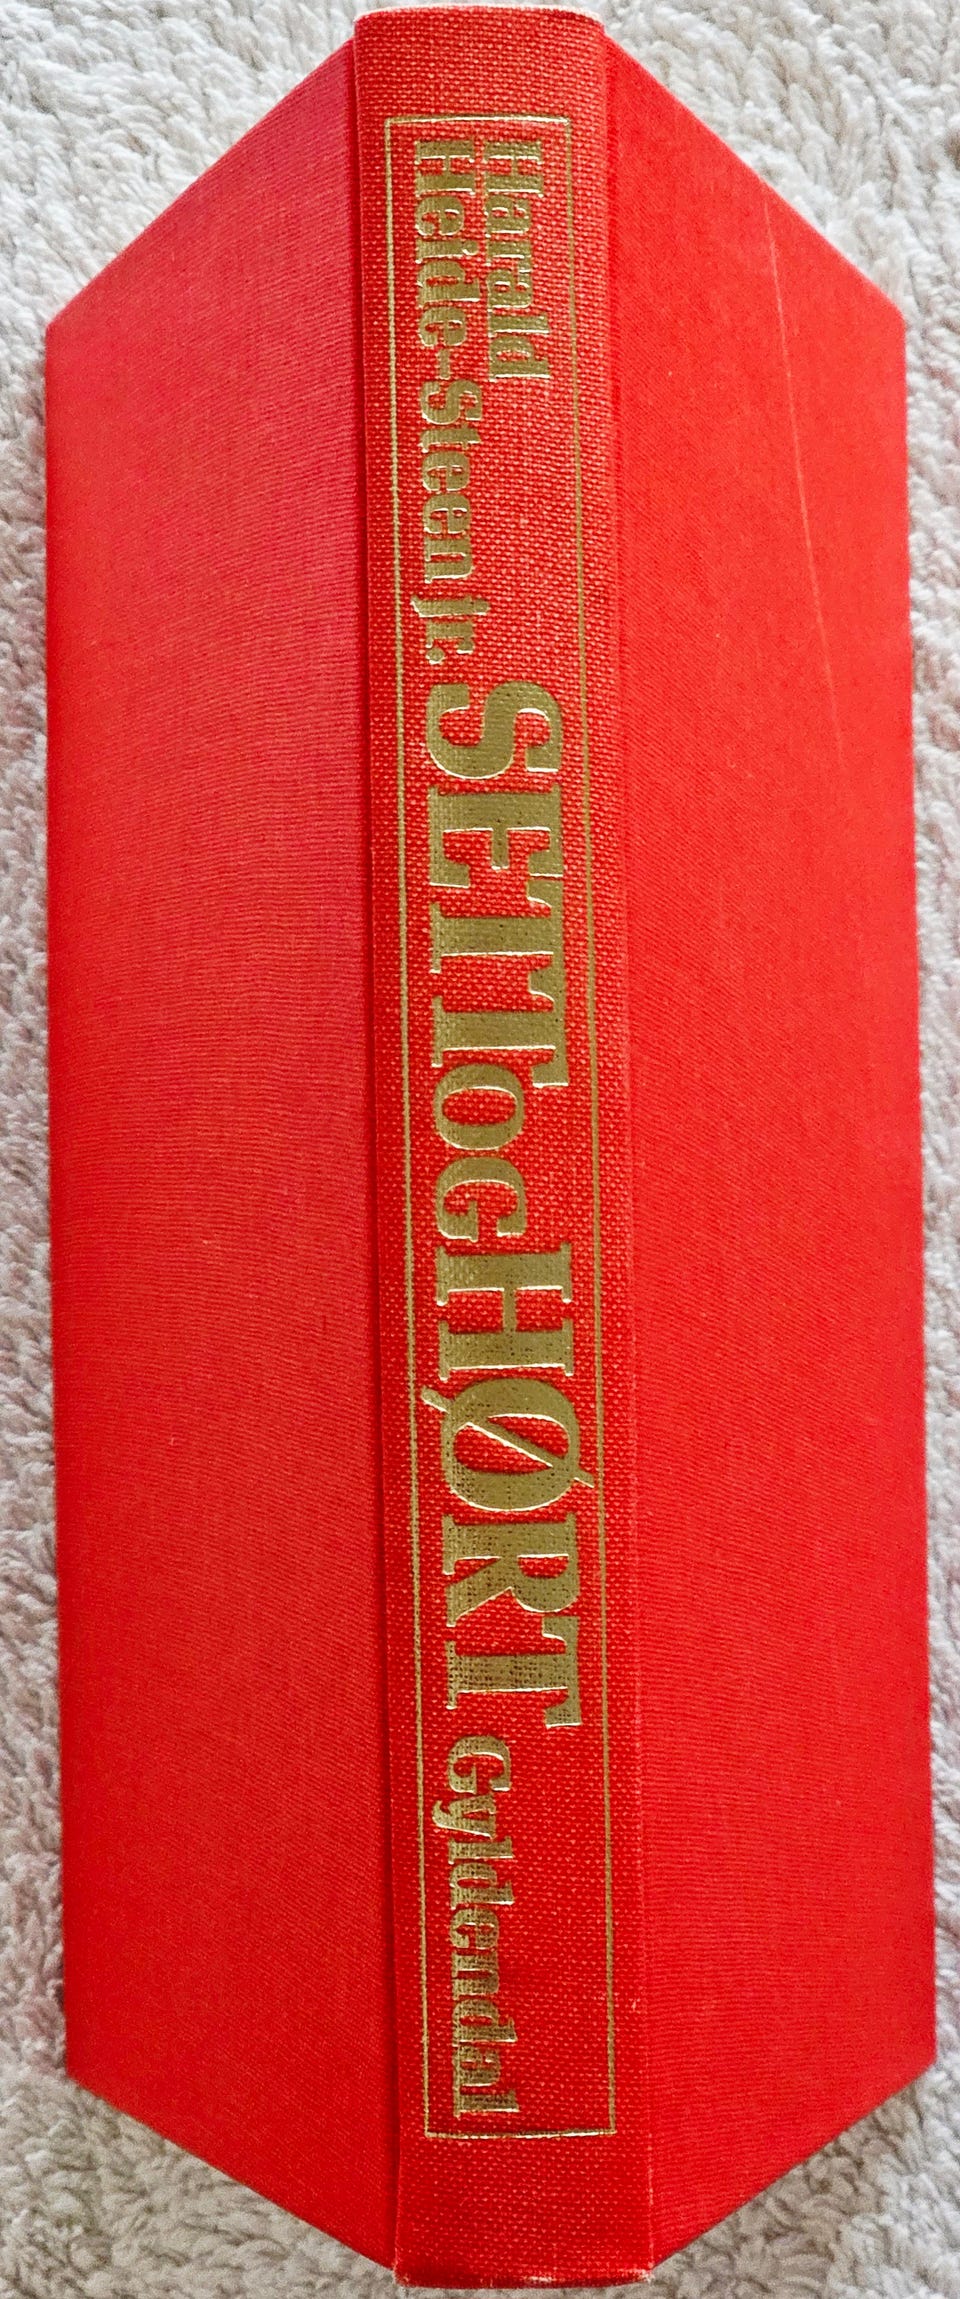 Harald
Heide-Steen jr.
SETT og HØRT
Gyldendal